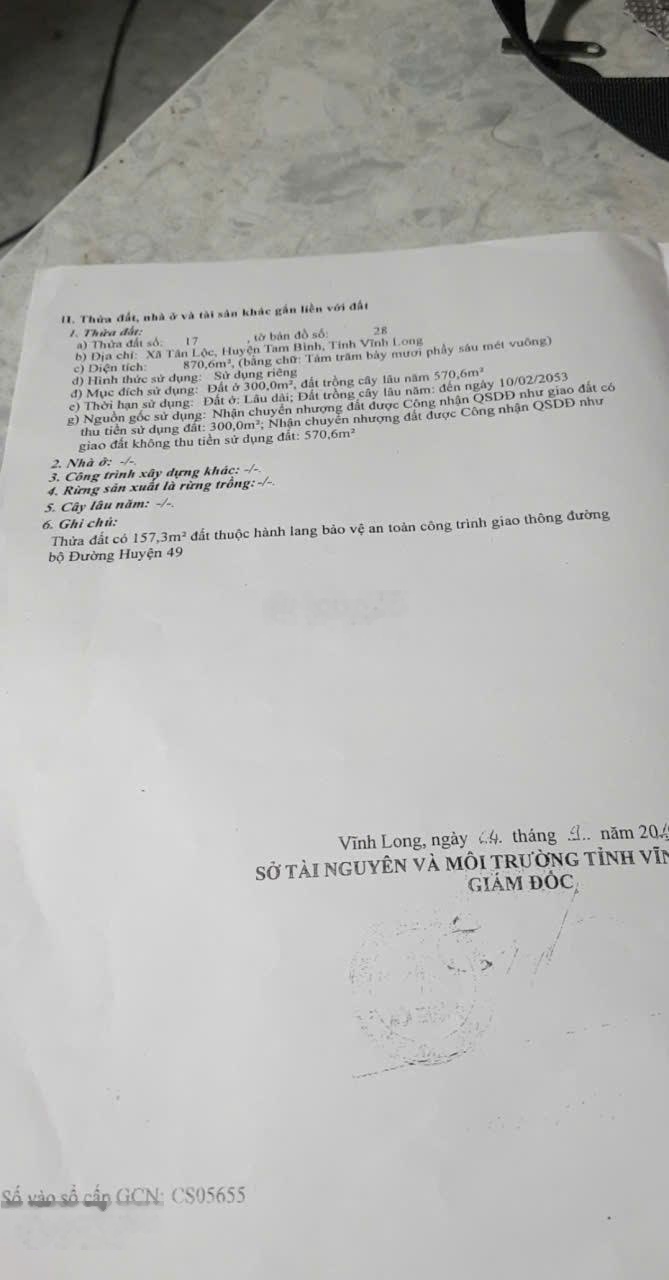 II. Thửa đất, nhà ở và tài sản khác gắn liền với đất
1. Thửa đất:
a) Thửa đất số: 17 , tờ bản đồ số: 28
b) Địa chỉ: Xã Tân Lộc, Huyện Tam Bình, Tỉnh Vĩnh Long
c) Diện tích: 870,6m², (bằng chữ: Tám trăm bảy mươi phẩy sáu mét vuông)
d) Hình thức sử dụng: Sử dụng riêng
đ) Mục đích sử dụng: Đất ở 300,0m², đất trồng cây lâu năm 570,6m²
e) Thời hạn sử dụng: Đất ở: Lâu dài; Đất trồng cây lâu năm: đến ngày 10/02/2053
g) Nguồn gốc sử dụng: Nhận chuyển nhượng đất được Công nhận QSDĐ như giao đất có
thu tiền sử dụng đất: 300,0m²; Nhận chuyển nhượng đất được Công nhận QSDĐ như
giao đất không thu tiền sử dụng đất: 570,6m²
2. Nhà ở: -/-.
3. Công trình xây dựng khác: -/-.
4. Rừng sản xuất là rừng trồng: -/-.
5. Cây lâu năm: -/-.
6. Ghi chú:
Thửa đất có 157,3m² đất thuộc hành lang bảo vệ an toàn công trình giao thông đường
bộ Đường Huyện 49
Vĩnh Long, ngày tháng năm
SỞ TÀI NGUYÊN VÀ MÔI TRƯỜNG TỈNH VĨN
GIÁM ĐỐC
Số vào sổ cấp GCN: CS05655